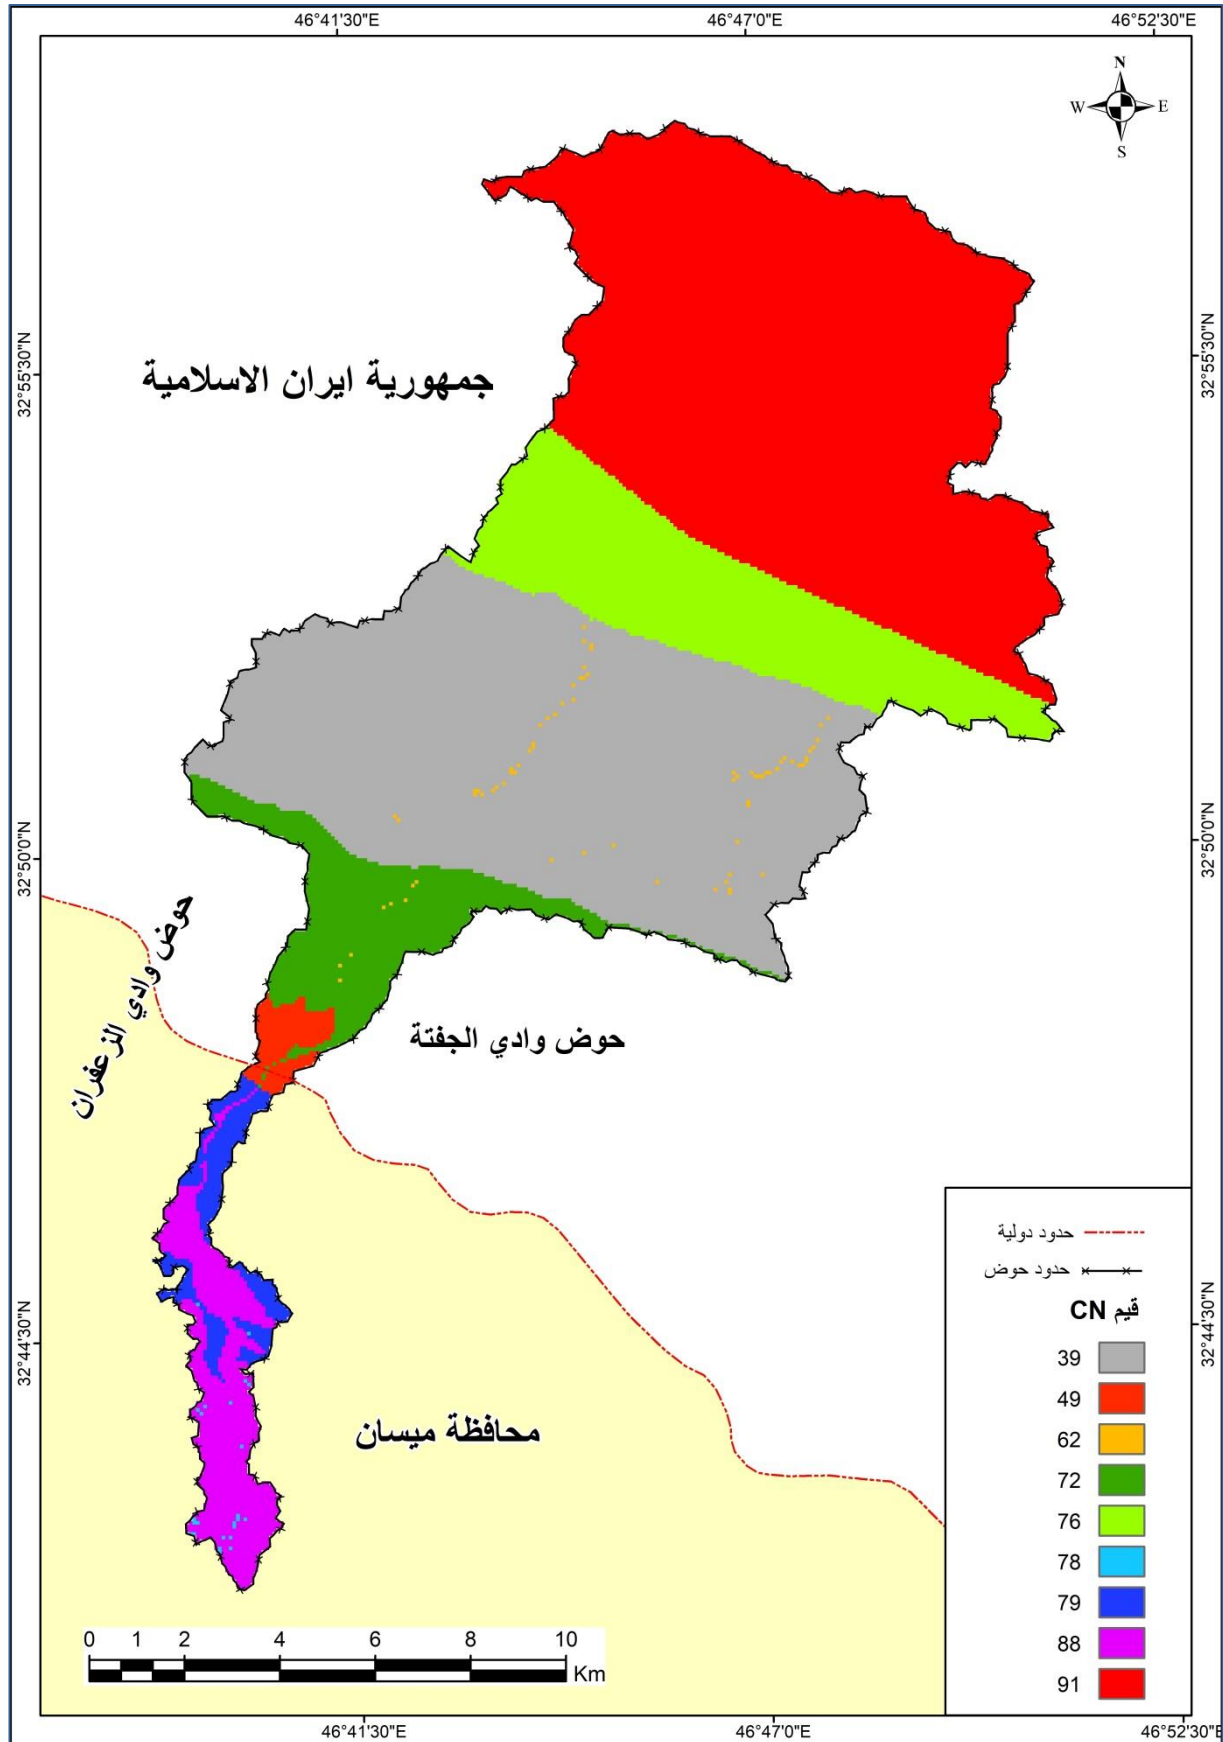 46°41'30"E
46°47'0"E
46°52'30"E
N
W
E
S
32°55'30"N
32°55'30"N
جمهورية ايران الاسلامية
32°50'0"N
32°50'0"N
حوض وادي الزعفران
حوض وادي الجفتة
حدود دولية
حدود حوض
قيم CN
32°44'30"N
32°44'30"N
39
49
محافظة ميسان
62
72
76
78
79
88
91
0 1 2 4 6 8 10
Km
46°41'30"E
46°47'0"E
46°52'30"E